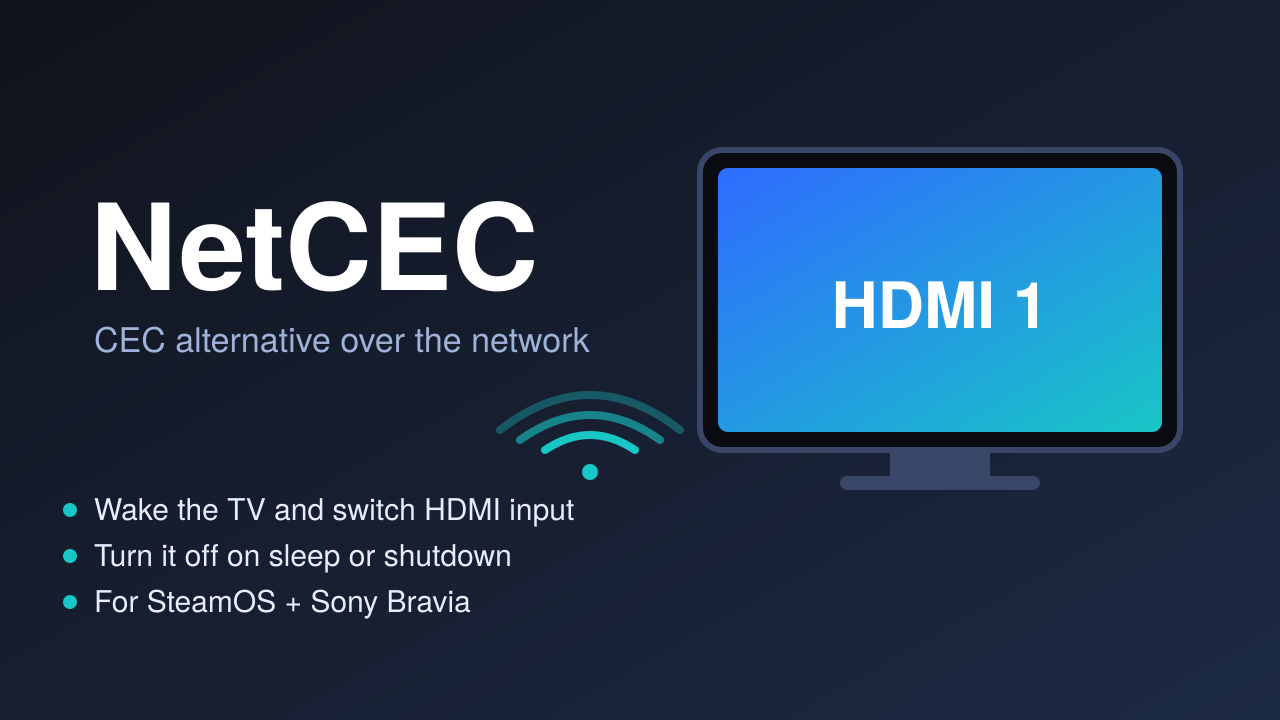 NetCEC
CEC alternative over the network
HDMI 1
Wake the TV and switch HDMI input
Turn it off on sleep or shutdown
For SteamOS + Sony Bravia